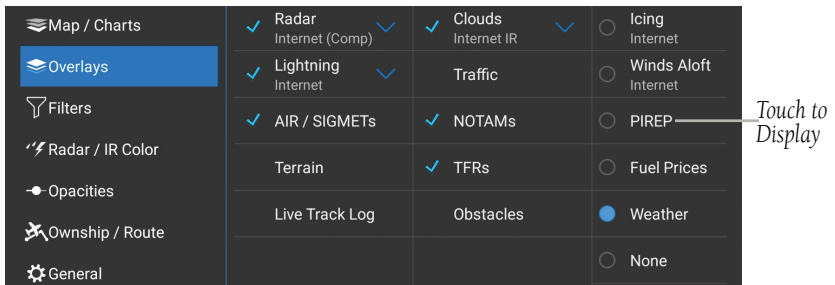 Map / Charts
Overlays
Filters
Radar / IR Color
Opacities
Ownship / Route
General
Radar
Internet (Comp)
Lightning
Internet
AIR / SIGMETs
Terrain
Live Track Log
Clouds
Internet IR
Traffic
NOTAMs
TFRs
Obstacles
Icing
Internet
Winds Aloft
Internet
PIREP
Fuel Prices
Weather
None
Touch to
Display